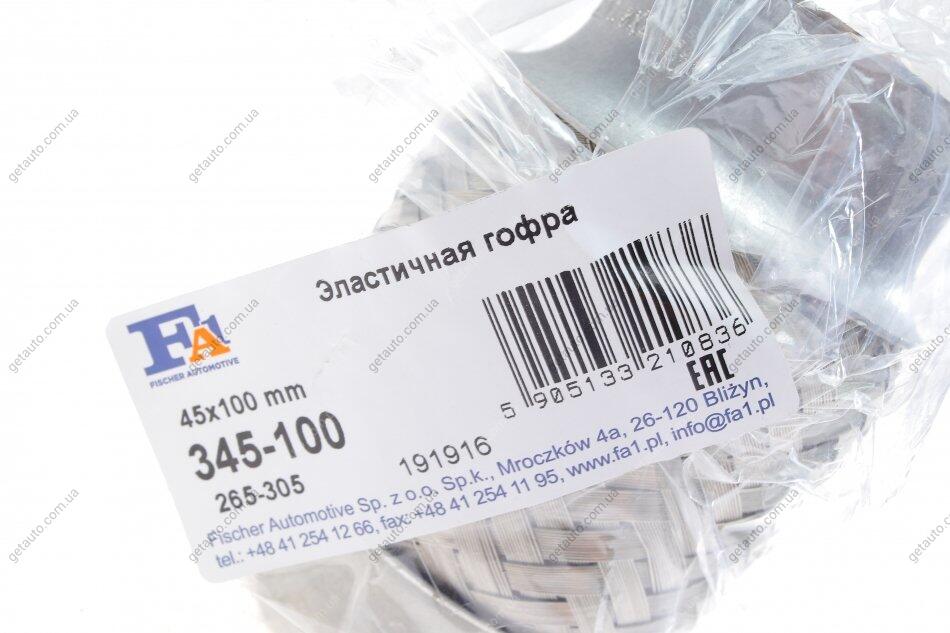 Эластичная гофра
FA1
FISCHER AUTOMOTIVE
5 905133 210836
EAC
45x100 mm
345-100
265-305
191916
Fischer Automotive Sp. z o.o. Sp.k., Mroczków 4a, 26-120 Bliżyn,
tel.: +48 41 254 12 66, fax: +48 41 254 11 95, www.fa1.pl, info@fa1.pl
getauto.com.ua